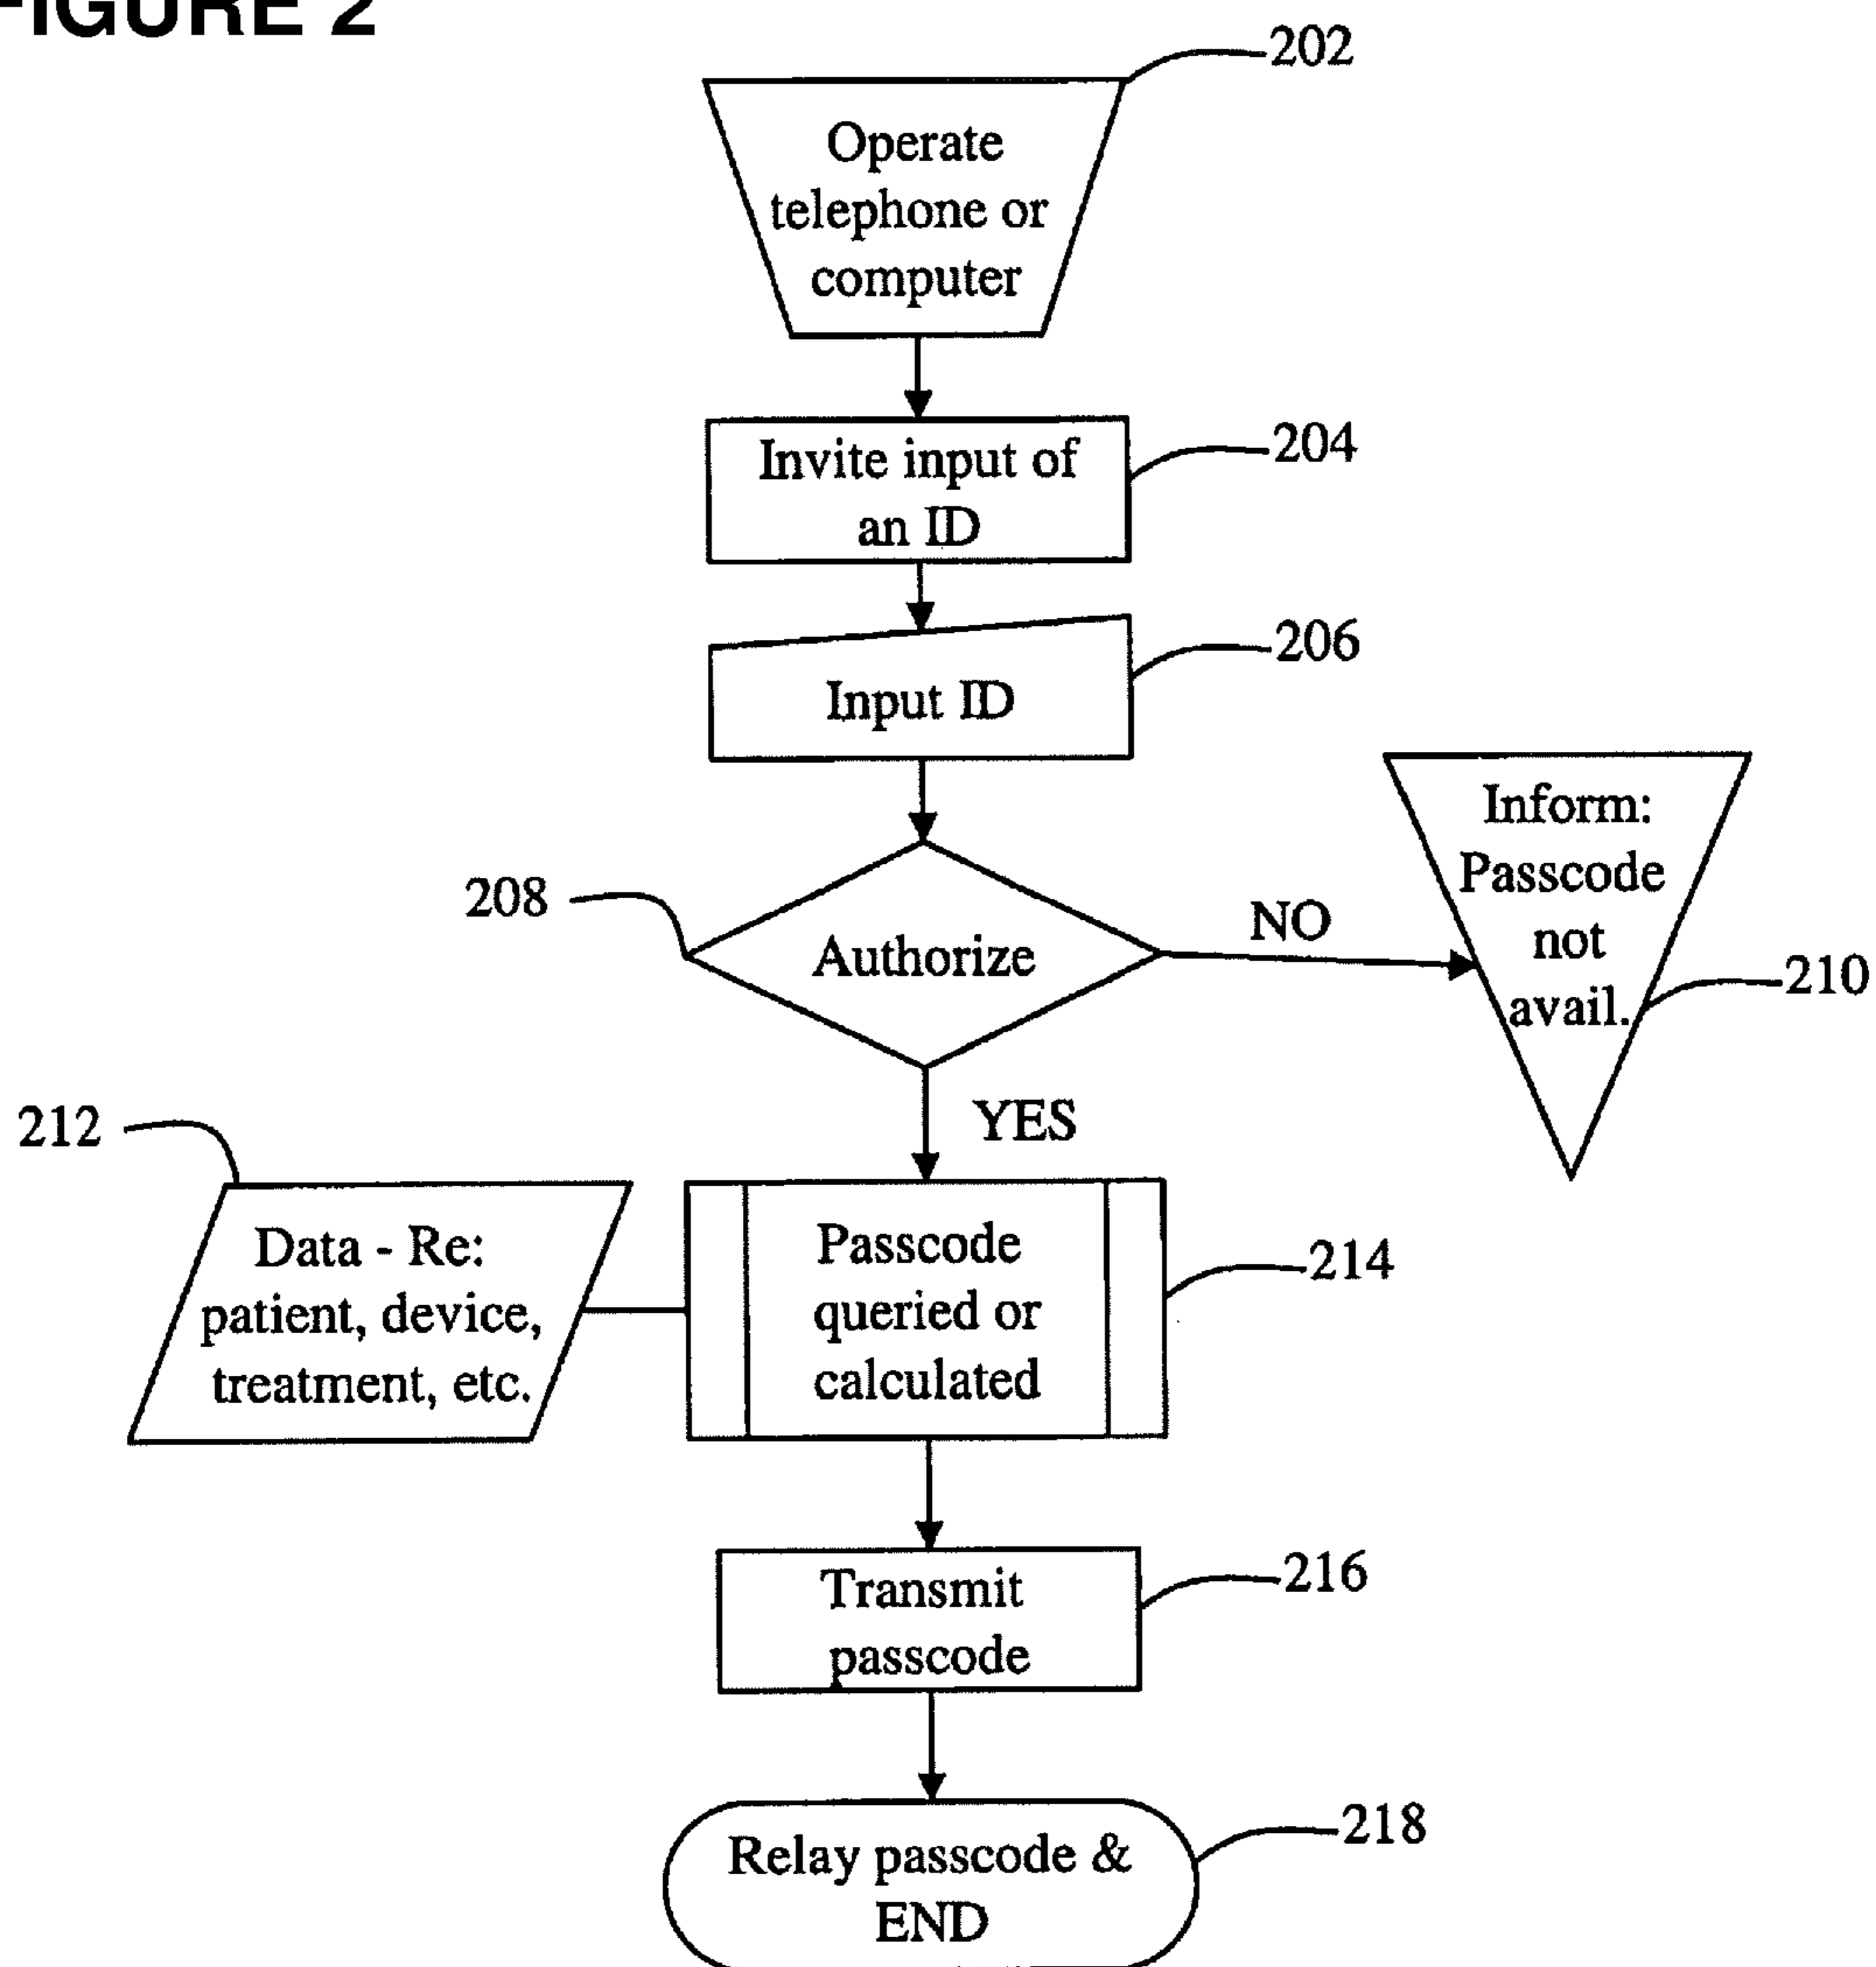 FIGURE 2
202
Operate
telephone or
computer
204
Invite input of
an ID
206
Input ID
208
Authorize
NO
Inform:
Passcode
not
avail.
210
YES
212
Data - Re:
patient, device,
treatment, etc.
Passcode
queried or
calculated
214
Transmit
passcode
216
Relay passcode &
END
218